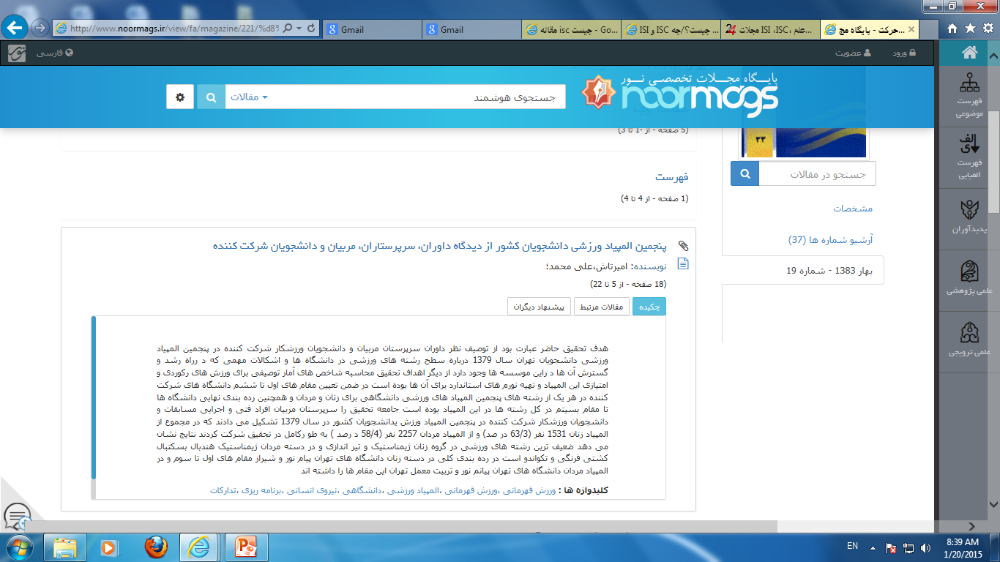 http://www.noormags.ir/view/fa/magazine/221/%d8%
Gmail
Gmail
چیست isc مقاله - Go...
ISI و ISC چیست؟/چه...
مجلات ISI ،ISC، علم...
حرکت - پایگاه مج...
ورود
عضویت
فارسی
پایگاه مجلات تخصصی نور
noormags
جستجوی هوشمند
مقالات
فهرست موضوعی
فهرست الفبایی
پدیدآوران
علمی پژوهشی
علمی ترویجی
۳۳
جستجو در مقالات
مشخصات
آرشیو شماره ها (37)
بهار 1383 - شماره 19
(5 صفحه - از -1 تا 3)
فهرست
(1 صفحه - از 4 تا 4)
پنجمین المپیاد ورزشی دانشجویان کشور از دیدگاه داوران، سرپرستاران، مربیان و دانشجویان شرکت کننده
نویسنده: امیرتاش،علی محمد؛
(18 صفحه - از 5 تا 22)
چکیده
مقالات مرتبط
پیشنهاد دیگران
هدف تحقیق حاضر عبارت بود از توصیف نظر داوران سرپرستان مربیان و دانشجویان ورزشکار شرکت کننده در پنجمین المپیاد
ورزشی دانشجویان تهران سال 1379 درباره سطح رشته های ورزشی در دانشگاه ها و اشکالات مهمی که د رراه رشد و
گسترش آن ها د راین موسسه ها وجود دارد از دیگر اهداف تحقیق محاسبه شاخص های آمار توصیفی برای ورزش های رکوردی و
امتیازی این المپیاد و تهیه نورم های استاندارد برای آن ها بوده است در ضمن تعیین مقام های اول تا ششم دانشگاه های شرکت
کننده در هر یک از رشته های پنجمین المپیاد های ورزشی دانشگاهی برای زنان و مردان و همچنین رده بندی نهایی دانشگاه ها
تا مقام بسیتم در کل رشته ها در این المپیاد بوده است جامعه تحقیق را سرپرستان مربیان افراد فنی و اجرایی مسابقات و
دانشجویان ورزشکار شرکت کننده در پنجمین المپیاد ورزش یدانشجویان کشور در سال 1379 تشکیل می دادند که در مجموع از
المپیاد زنان 1531 نفر (63/3 در صد) و از المپیاد مردان 2257 نفر (58/4 د رصد ) به طو رکامل در تحقیق شرکت کردند نتایج نشان
می دهد ضعیف ترین رشته های ورزشی در گروه زنان ژیمناستیک و تیر اندازی و در دسته مردان ژیمناستیک هندبال بسکتبال
کشتی فرنگی و تکواندو است در رده بندی کلی در دسته زنان دانشگاه های تهران پیام نور و شیراز مقام های اول تا سوم و در
المپیاد مردان دانشگاه های تهران پیانم نور و تربیت معمل تهران این مقام ها را داشته اند
کلیدواژه ها : ورزش قهرمانی ،ورزش قهرمانی ،المپیاد ورزشی ،دانشگاهی ،نیروی انسانی ،برنامه ریزی ،تدارکات
EN
8:39 AM
1/20/2015